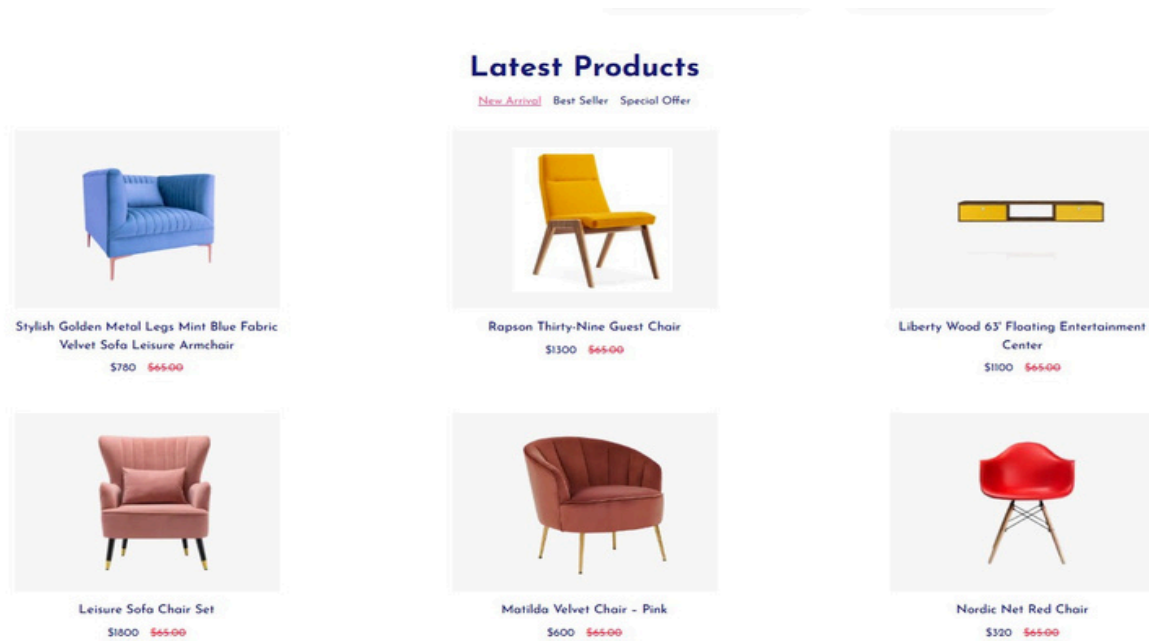 Latest Products
New Arrival Best Seller Special Offer
Stylish Golden Metal Legs Mint Blue Fabric
Velvet Sofa Leisure Armchair
$780 $65.00
Rapson Thirty-Nine Guest Chair
$1300 $65.00
Liberty Wood 63' Floating Entertainment
Center
$1100 $65.00
Leisure Sofa Chair Set
$1800 $65.00
Matilda Velvet Chair – Pink
$600 $65.00
Nordic Net Red Chair
$320 $65.00